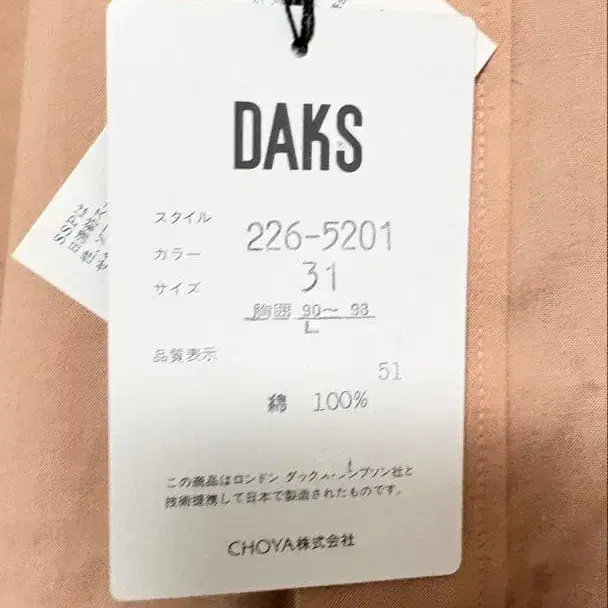 DAKS
スタイル 226-5201
カラー 31
サイズ 胸囲 90～ 98
L
品質表示
51
綿 100%
この商品はロンドン ダックス・シンプソン社と
技術提携して日本で製造されたものです。
CHOYA株式会社
SSP